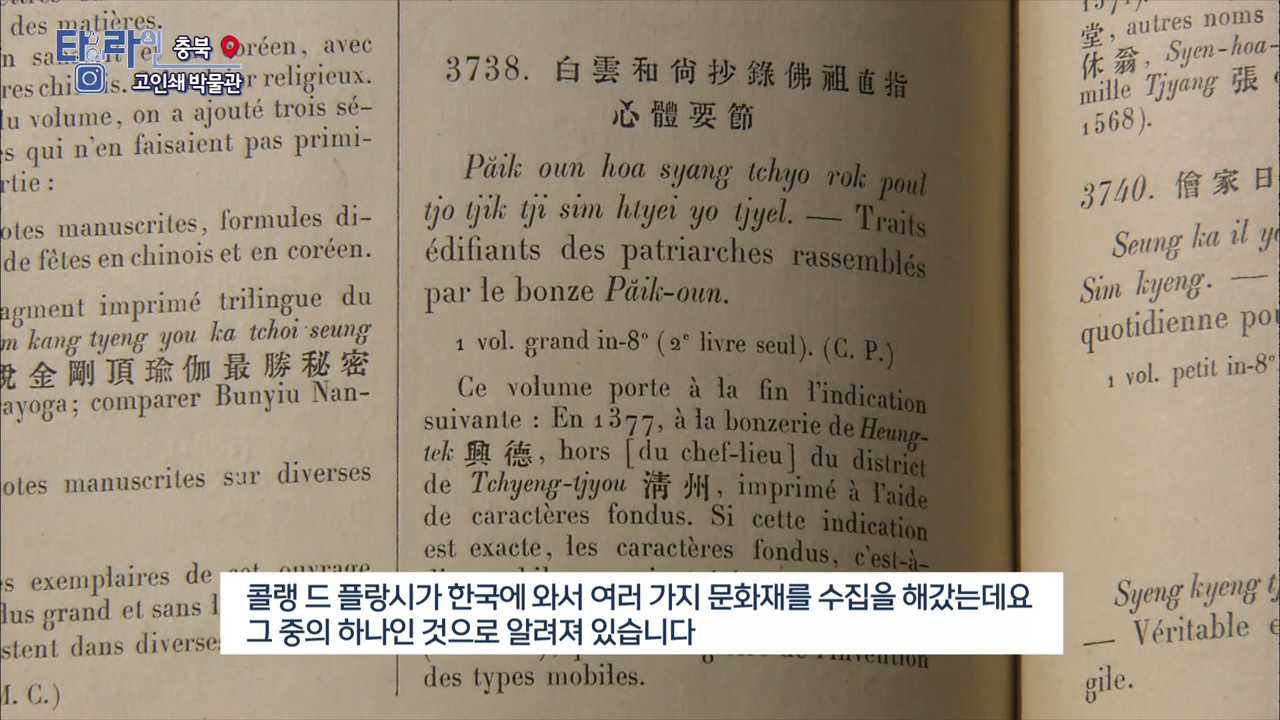 탐라인
충북
고인쇄 박물관
des matières.
coréen, avec
religieux.
lu volume, on a ajouté trois sé-
es qui n'en faisaient pas primi-
rtie :
otes manuscrites, formules di-
de fêtes en chinois et en coréen.
agment imprimé trilingue du
m kang tyeng you ka tchoi seung
金剛頂瑜伽最勝秘密
ayoga; comparer Bunyiu Nan-
otes manuscrites sur diverses
es exemplaires de cet ouvrage
lus grand et sans
stent dans diverses
M. C.)
3738. 白雲和尙抄錄佛祖直指
心體要節
Păik oun hoa syang tchyo rok poul
tjo tjik tji sim htyei yo tjyel. — Traits
édifiants des patriarches rassemblés
par le bonze Păik-oun.
1 vol. grand in-8° (2e livre seul). (C. P.)
Ce volume porte à la fin l'indication
suivante : En 1377, à la bonzerie de Heung-
tek 興德, hors [du chef-lieu] du district
de Tchyeng-tjyou 淸州, imprimé à l'aide
de caractères fondus. Si cette indication
est exacte, les caractères fondus, c'est-à-
l'invention
des types mobiles.
堂, autres noms
休翁, Syen-hoa-
mille Tjyang 張
1568).
3740. 僧家日
Seung ka il yo
Sim kyeng. —
quotidienne pou
1 vol. petit in-8°
Syeng kyeng
— Véritable
gile.
콜랭 드 플랑시가 한국에 와서 여러 가지 문화재를 수집을 해갔는데요
그 중의 하나인 것으로 알려져 있습니다